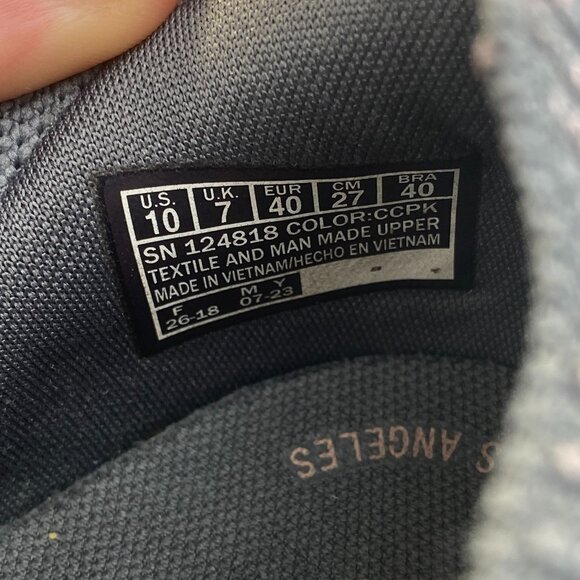 U.S. U.K. EUR CM BRA
10 7 40 27 40
SN 124818 COLOR:CCPK
TEXTILE AND MAN MADE UPPER
MADE IN VIETNAM/HECHO EN VIETNAM
F M Y
26-18 07-23
S ANGELES